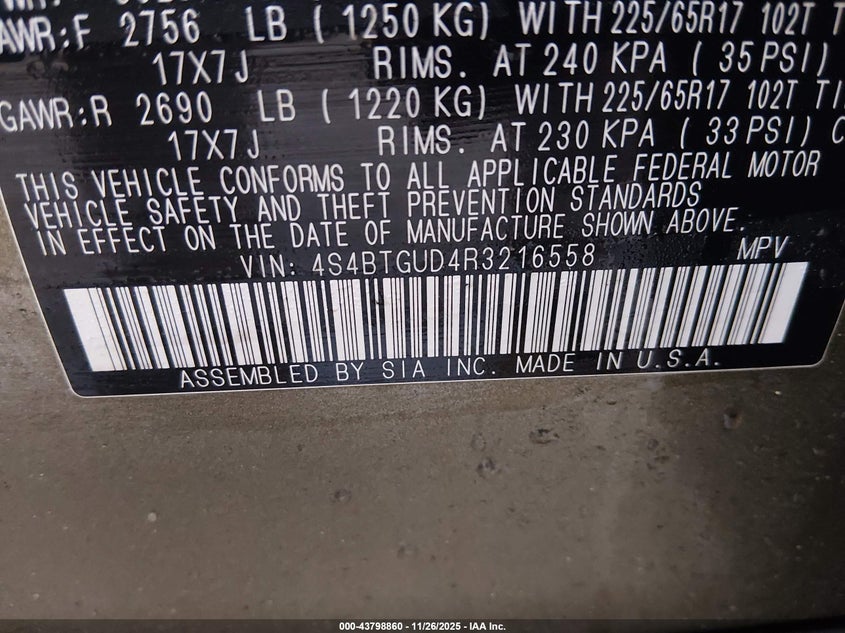 GAWR:F 2756 LB ( 1250 KG) WITH 225/65R17 102T
17X7J RIMS. AT 240 KPA ( 35 PSI)
GAWR:R 2690 LB ( 1220 KG) WITH 225/65R17 102T
17X7J RIMS. AT 230 KPA ( 33 PSI)
THIS VEHICLE CONFORMS TO ALL APPLICABLE FEDERAL MOTOR
VEHICLE SAFETY AND THEFT PREVENTION STANDARDS
IN EFFECT ON THE DATE OF MANUFACTURE SHOWN ABOVE.
VIN: 4S4BTGUD4R3216558 MPV
ASSEMBLED BY SIA INC. MADE IN U.S.A.
000-43798860 - 11/26/2025 - IAA Inc.